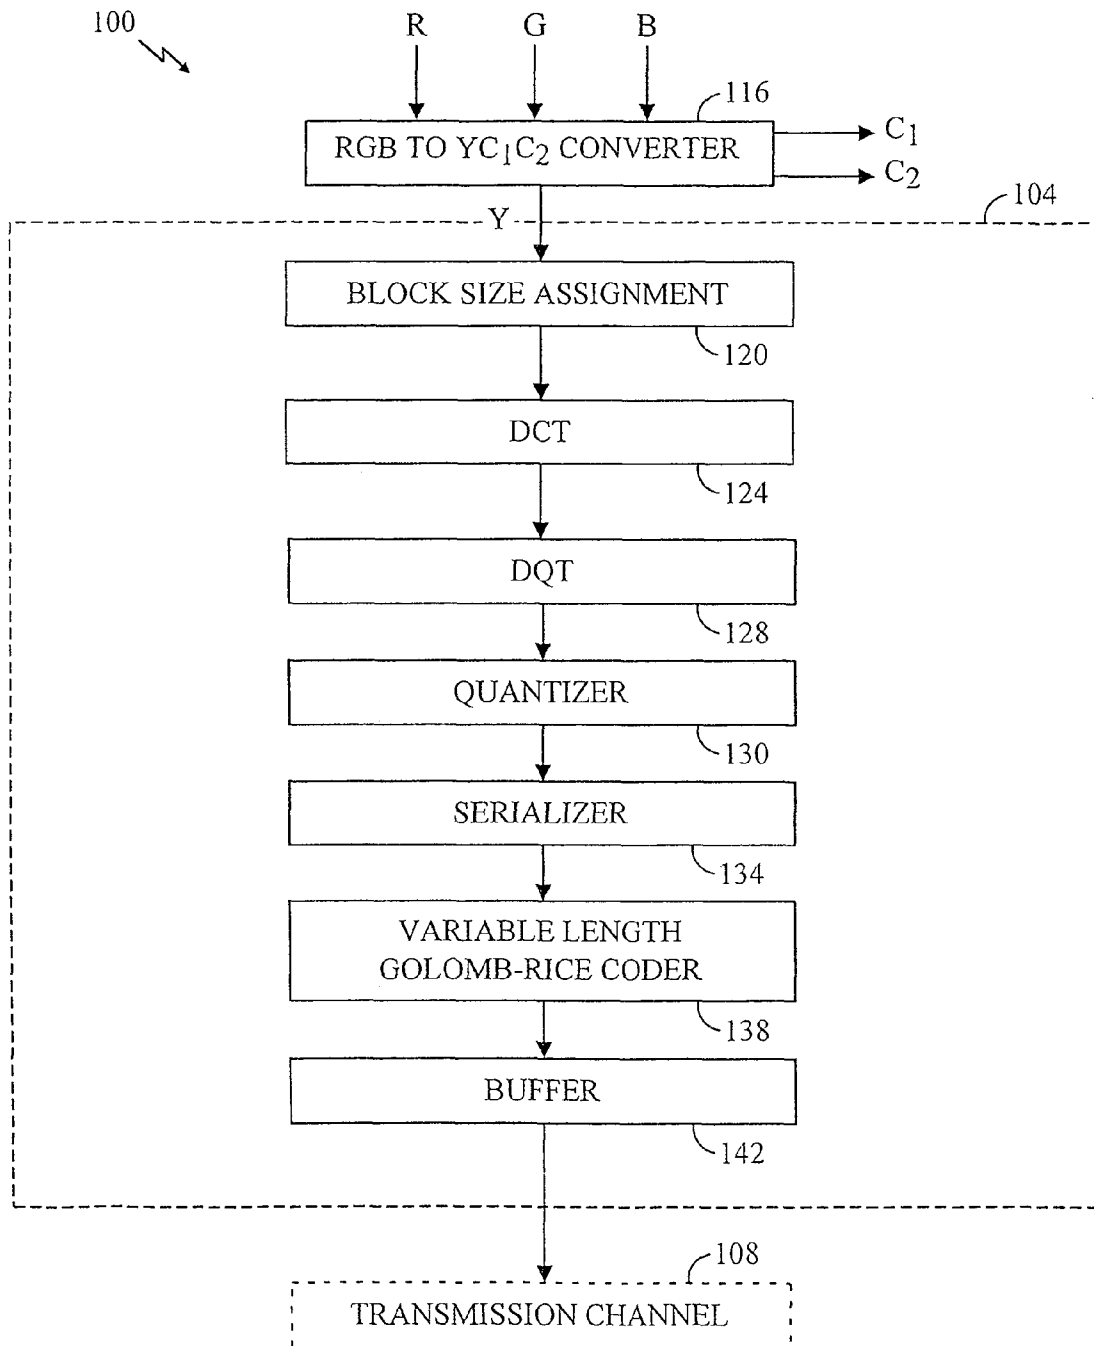 100
R G B
116
RGB TO YC1C2 CONVERTER
C1
C2
104
Y
BLOCK SIZE ASSIGNMENT
120
DCT
124
DQT
128
QUANTIZER
130
SERIALIZER
134
VARIABLE LENGTH
GOLOMB-RICE CODER
138
BUFFER
142
108
TRANSMISSION CHANNEL